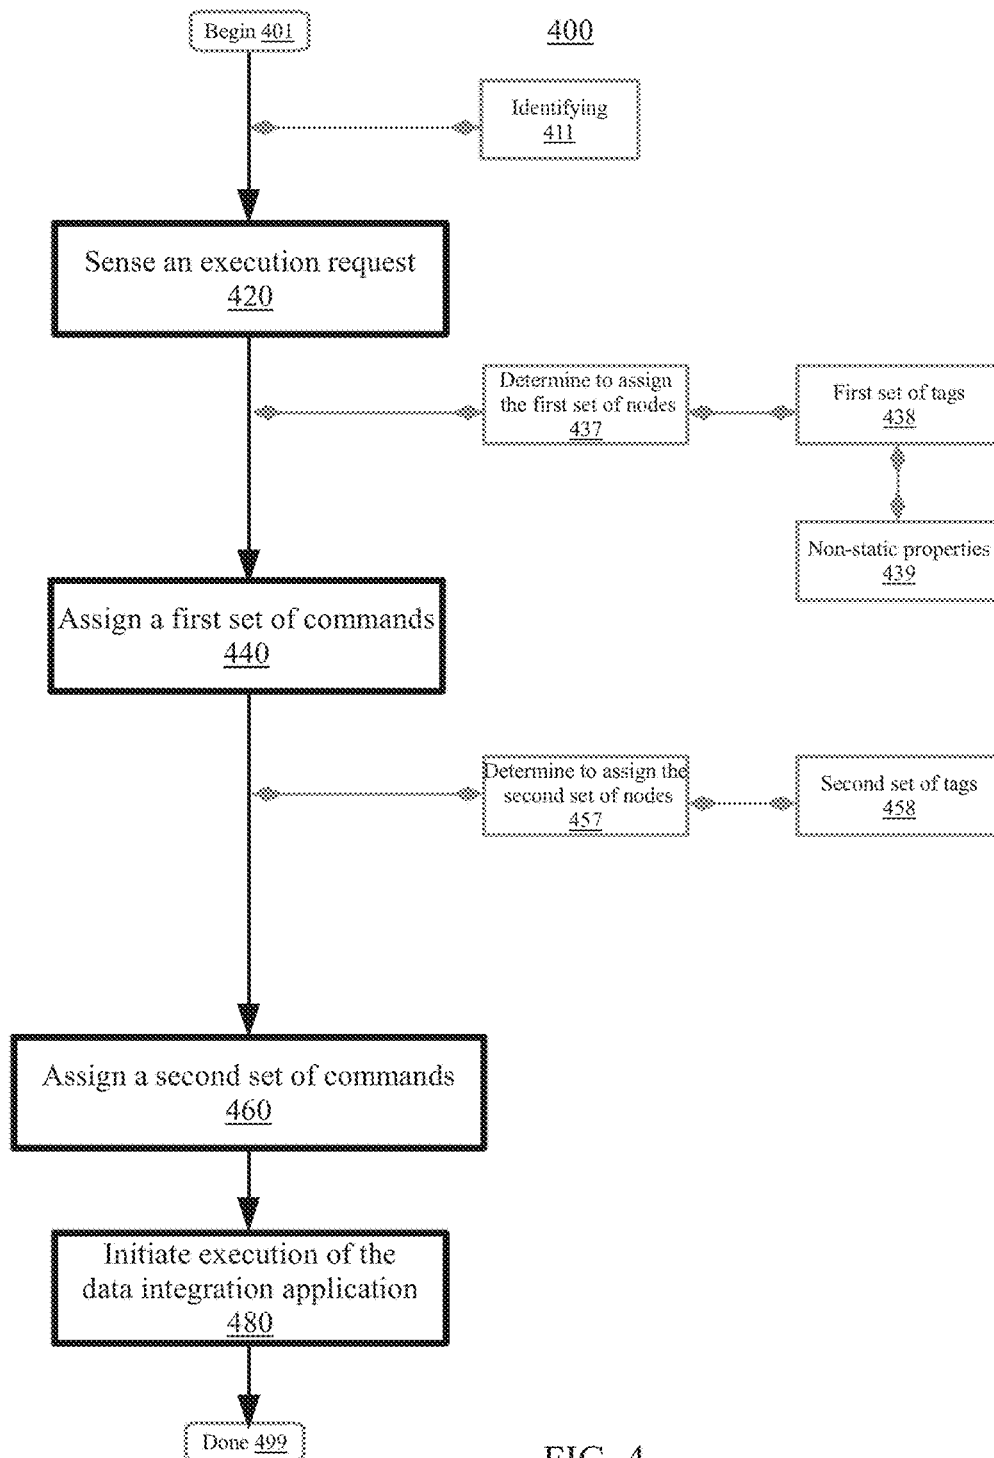 Begin 401
400
Identifying
411
Sense an execution request
420
Determine to assign
the first set of nodes
437
First set of tags
438
Non-static properties
439
Assign a first set of commands
440
Determine to assign the
second set of nodes
457
Second set of tags
458
Assign a second set of commands
460
Initiate execution of the
data integration application
480
Done 499
FIG. 4